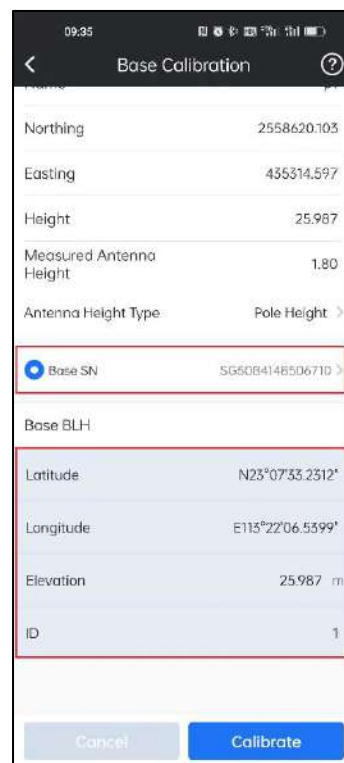 09:35
Base Calibration
Northing 2558620.103
Easting 435314.597
Height 25.987
Measured Antenna
Height 1.80
Antenna Height Type Pole Height
Base SN SG5084148506710
Base BLH
Latitude N23°07'33.2312"
Longitude E113°22'06.5399"
Elevation 25.987 m
ID 1
Cancel Calibrate